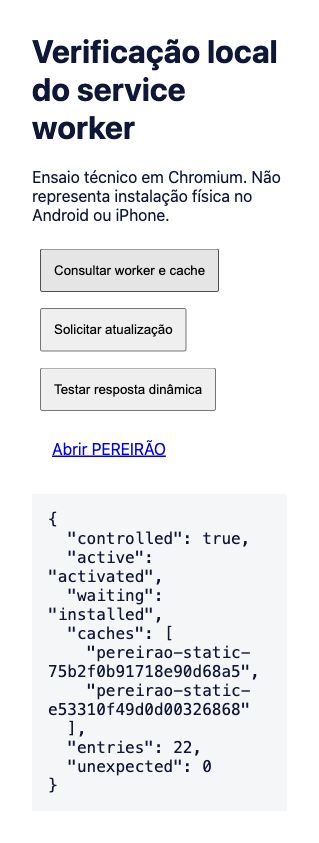 Verificação local
do service
worker
Ensaio técnico em Chromium. Não
representa instalação física no
Android ou iPhone.
Consultar worker e cache
Solicitar atualização
Testar resposta dinâmica
Abrir PEREIRÃO
{
  "controlled": true,
  "active":
"activated",
  "waiting":
"installed",
  "caches": [
    "pereirao-static-
75b2f0b91718e90d68a5",
    "pereirao-static-
e53310f49d0d00326868"
  ],
  "entries": 22,
  "unexpected": 0
}